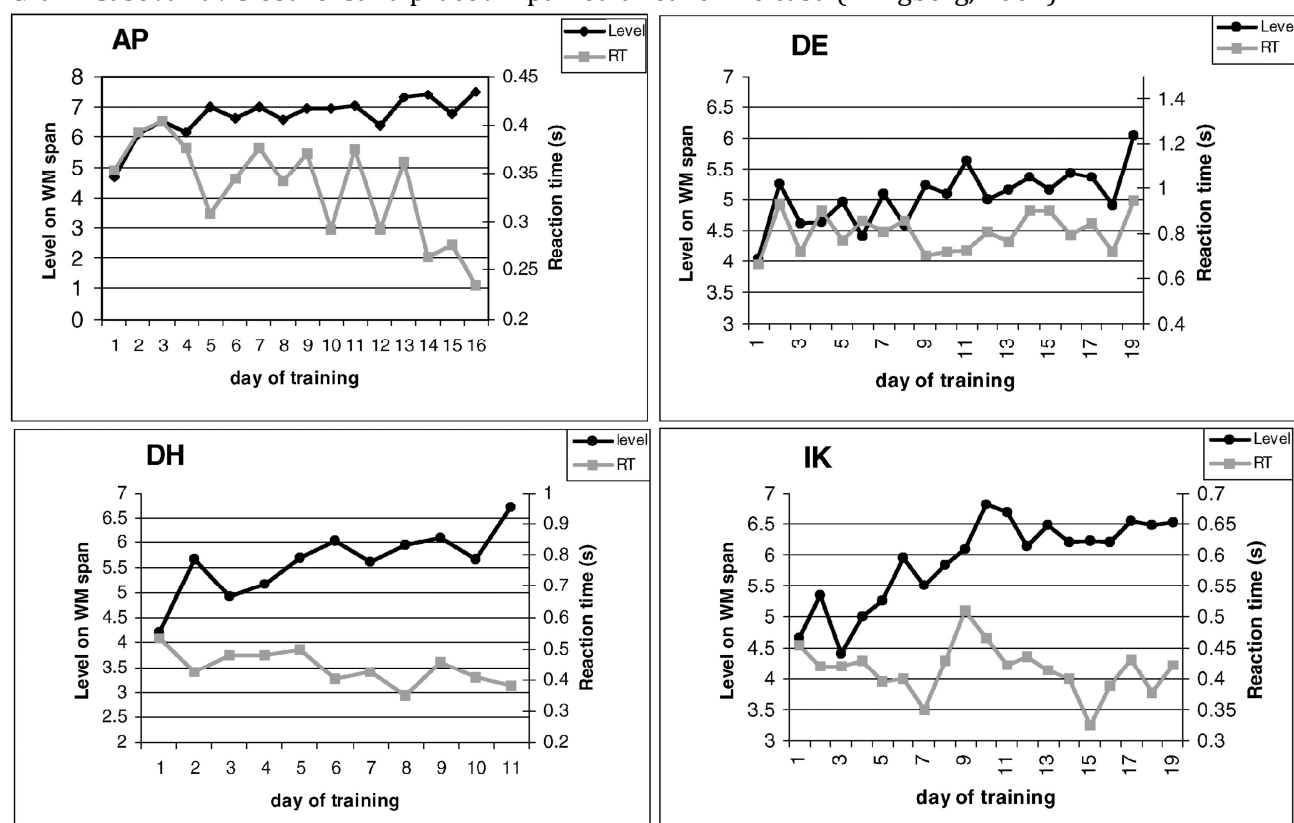 AP
Level
RT
8
7
6
5
4
3
2
1
0
Level on WM span
0.45
0.4
0.35
0.3
0.25
0.2
Reaction time (s)
1 2 3 4 5 6 7 8 9 10 11 12 13 14 15 16
day of training
DE
Level
RT
7
6.5
6
5.5
5
4.5
4
3.5
3
Level on WM span
1.4
1.2
1
0.8
0.6
0.4
Reaction time (s)
1 3 5 7 9 11 13 15 17 19
day of training
DH
level
RT
7
6.5
6
5.5
5
4.5
4
3.5
3
2.5
2
Level on WM span
1
0.9
0.8
0.7
0.6
0.5
0.4
0.3
0.2
Reaction time (s)
1 2 3 4 5 6 7 8 9 10 11
day of training
IK
Level
RT
7
6.5
6
5.5
5
4.5
4
3.5
3
Level on WM span
0.7
0.65
0.6
0.55
0.5
0.45
0.4
0.35
0.3
Reaction time (s)
1 3 5 7 9 11 13 15 17 19
day of training